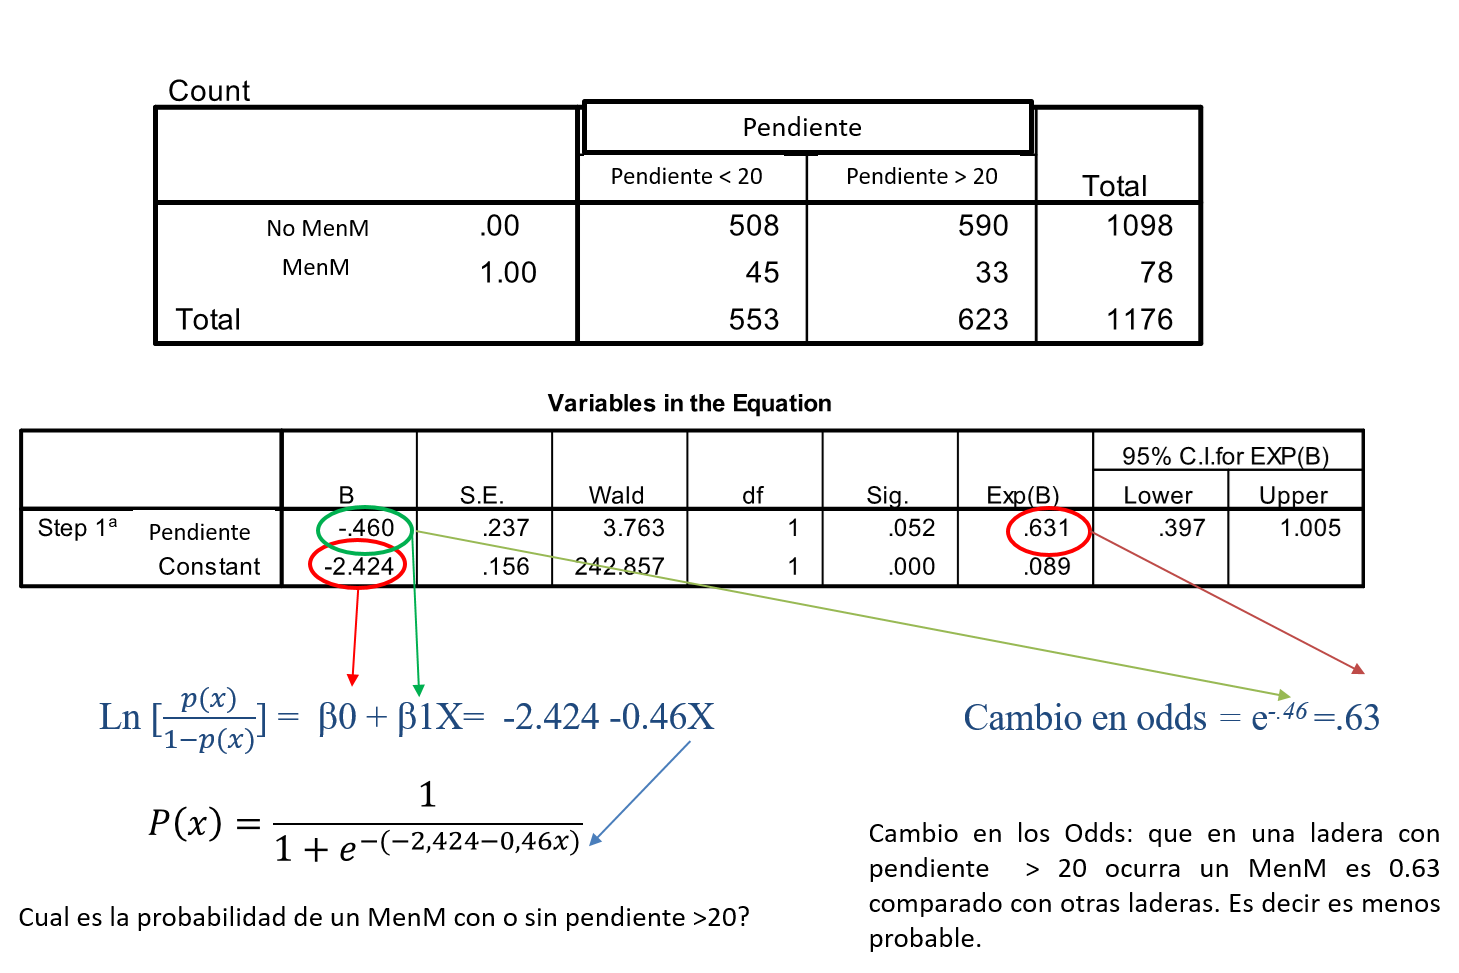 Count
Pendiente
Pendiente < 20 Pendiente > 20 Total
No MenM .00 508 590 1098
MenM 1.00 45 33 78
Total 553 623 1176
Variables in the Equation
95% C.I.for EXP(B)
B S.E. Wald df Sig. Exp(B) Lower Upper
Step 1ª Pendiente -.460 .237 3.763 1 .052 .631 .397 1.005
Constant -2.424 .156 242.857 1 .000 .089
Ln [p(x)/1−p(x)] = β0 + β1X= -2.424 -0.46X
Cambio en odds = e-.46 =.63
P(x) = 1/1 + e−(−2,424−0,46x)
Cual es la probabilidad de un MenM con o sin pendiente >20?
Cambio en los Odds: que en una ladera con
pendiente > 20 ocurra un MenM es 0.63
comparado con otras laderas. Es decir es menos
probable.